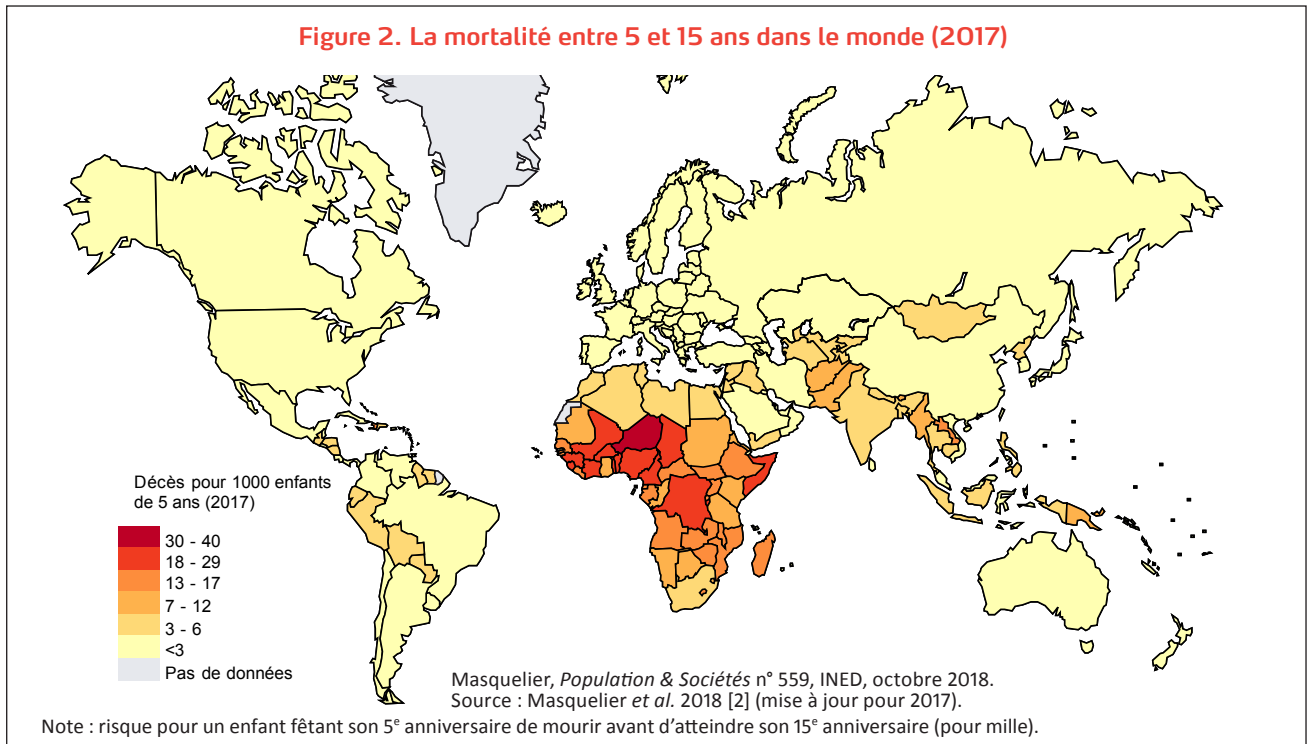 Figure 2. La mortalité entre 5 et 15 ans dans le monde (2017)
Décès pour 1000 enfants
de 5 ans (2017)
30 - 40
18 - 29
13 - 17
7 - 12
3 - 6
<3
Pas de données
Masquelier, Population & Sociétés n° 559, INED, octobre 2018.
Source : Masquelier et al. 2018 [2] (mise à jour pour 2017).
Note : risque pour un enfant fêtant son 5e anniversaire de mourir avant d’atteindre son 15e anniversaire (pour mille).